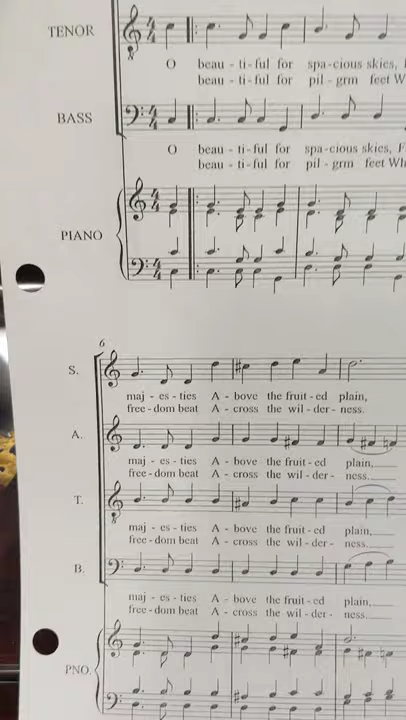 TENOR
O beau - ti - ful for spa - cious skies,
beau - ti - ful for pil - grm feet
BASS
O beau - ti - ful for spa - cious skies, F
beau - ti - ful for pil - grm feet Wh
PIANO
6
S.
maj - es - ties A - bove the fruit - ed plain,
free - dom beat A - cross the wil - der - ness.
A.
maj - es - ties A - bove the fruit - ed plain,
free - dom beat A - cross the wil - der - ness.
T.
maj - es - ties A - bove the fruit - ed plain,
free - dom beat A - cross the wil - der - ness.
B.
maj - es - ties A - bove the fruit - ed plain,
free - dom beat A - cross the wil - der - ness.
PNO.